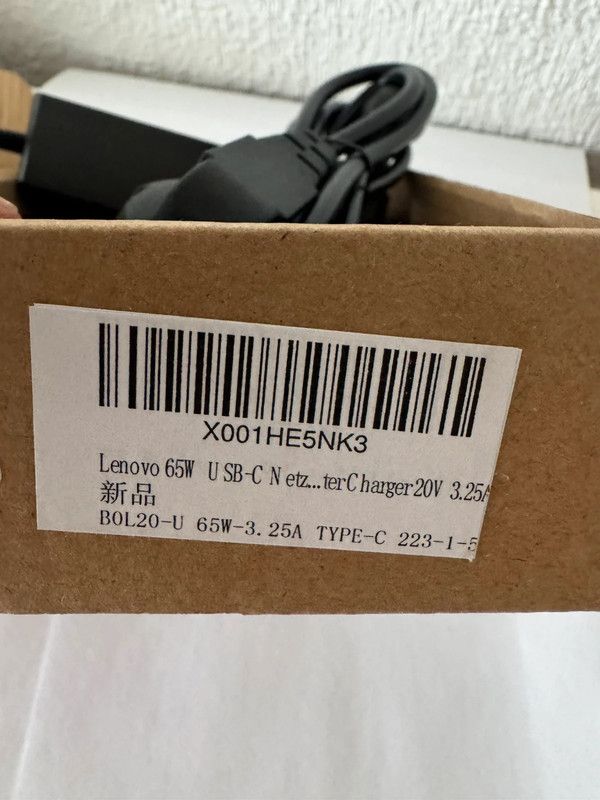 X001HE5NK3
Lenovo 65W USB-C Netz...terCharger20V 3.25A
新品
BOL20-U 65W-3.25A TYPE-C 223-1-5